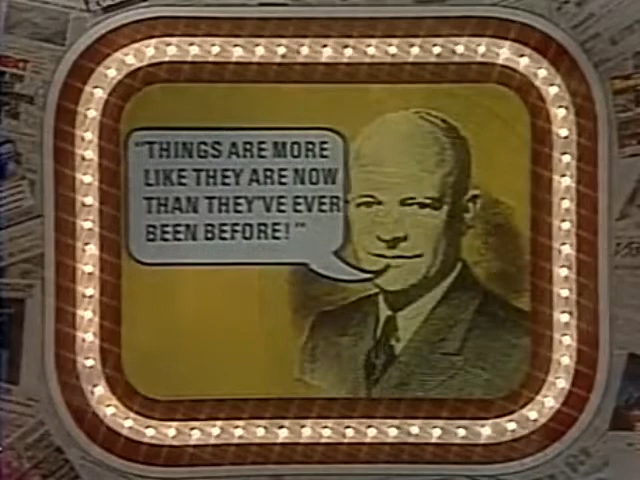 "THINGS ARE MORE
LIKE THEY ARE NOW
THAN THEY'VE EVER
BEEN BEFORE!"